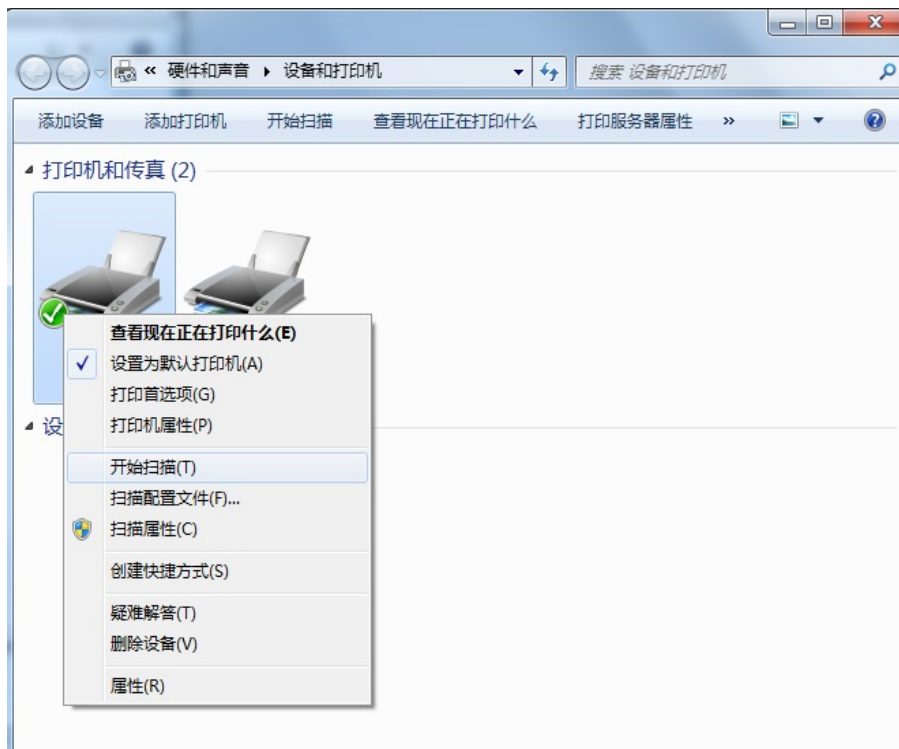 « 硬件和声音 ▸ 设备和打印机
搜索 设备和打印机
添加设备 添加打印机 开始扫描 查看现在正在打印什么 打印服务器属性 »
打印机和传真 (2)
查看现在正在打印什么(E)
设置为默认打印机(A)
打印首选项(G)
打印机属性(P)
设
开始扫描(T)
扫描配置文件(F)...
扫描属性(C)
创建快捷方式(S)
疑难解答(T)
删除设备(V)
属性(R)